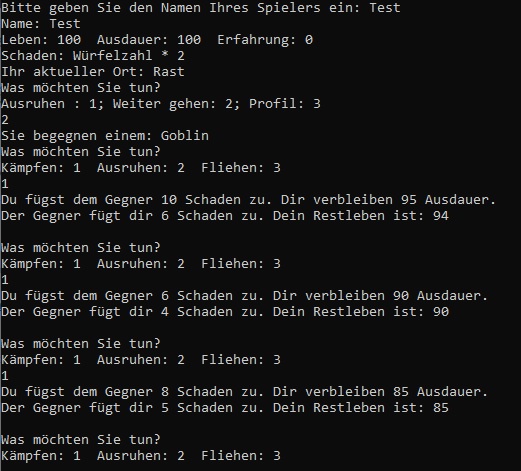 Bitte geben Sie den Namen Ihres Spielers ein: Test
Name: Test
Leben: 100  Ausdauer: 100  Erfahrung: 0
Schaden: Würfelzahl * 2
Ihr aktueller Ort: Rast
Was möchten Sie tun?
Ausruhen : 1; Weiter gehen: 2; Profil: 3
2
Sie begegnen einem: Goblin
Was möchten Sie tun?
Kämpfen: 1  Ausruhen: 2  Fliehen: 3
1
Du fügst dem Gegner 10 Schaden zu. Dir verbleiben 95 Ausdauer.
Der Gegner fügt dir 6 Schaden zu. Dein Restleben ist: 94

Was möchten Sie tun?
Kämpfen: 1  Ausruhen: 2  Fliehen: 3
1
Du fügst dem Gegner 6 Schaden zu. Dir verbleiben 90 Ausdauer.
Der Gegner fügt dir 4 Schaden zu. Dein Restleben ist: 90

Was möchten Sie tun?
Kämpfen: 1  Ausruhen: 2  Fliehen: 3
1
Du fügst dem Gegner 8 Schaden zu. Dir verbleiben 85 Ausdauer.
Der Gegner fügt dir 5 Schaden zu. Dein Restleben ist: 85

Was möchten Sie tun?
Kämpfen: 1  Ausruhen: 2  Fliehen: 3